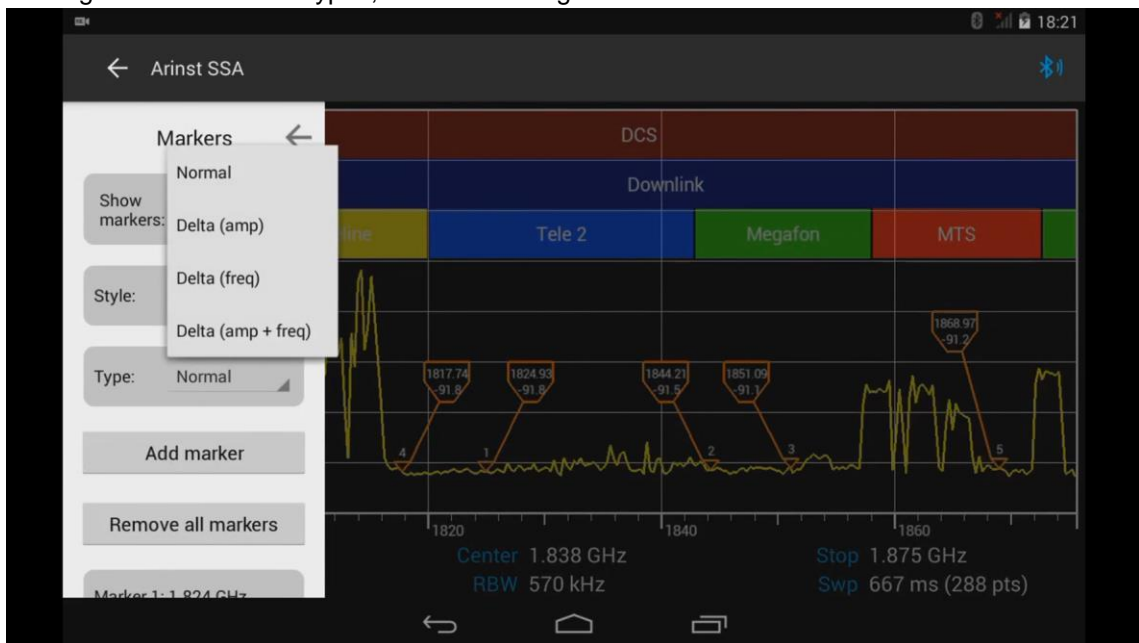 18:21
Arinst SSA
Markers
Normal
Delta (amp)
Delta (freq)
Delta (amp + freq)
Show
markers:
Style:
Type: Normal
Add marker
Remove all markers
Marker 1: 1.824 GHz
DCS
Downlink
line Tele 2 Megafon MTS
1868.97
-91.2
1817.74 1824.93 1844.21 1851.09
-91.8 -91.8 -91.5 -91.1
4 1 2 3 5
1820 1840 1860
Center 1.838 GHz Stop 1.875 GHz
RBW 570 kHz Swp 667 ms (288 pts)